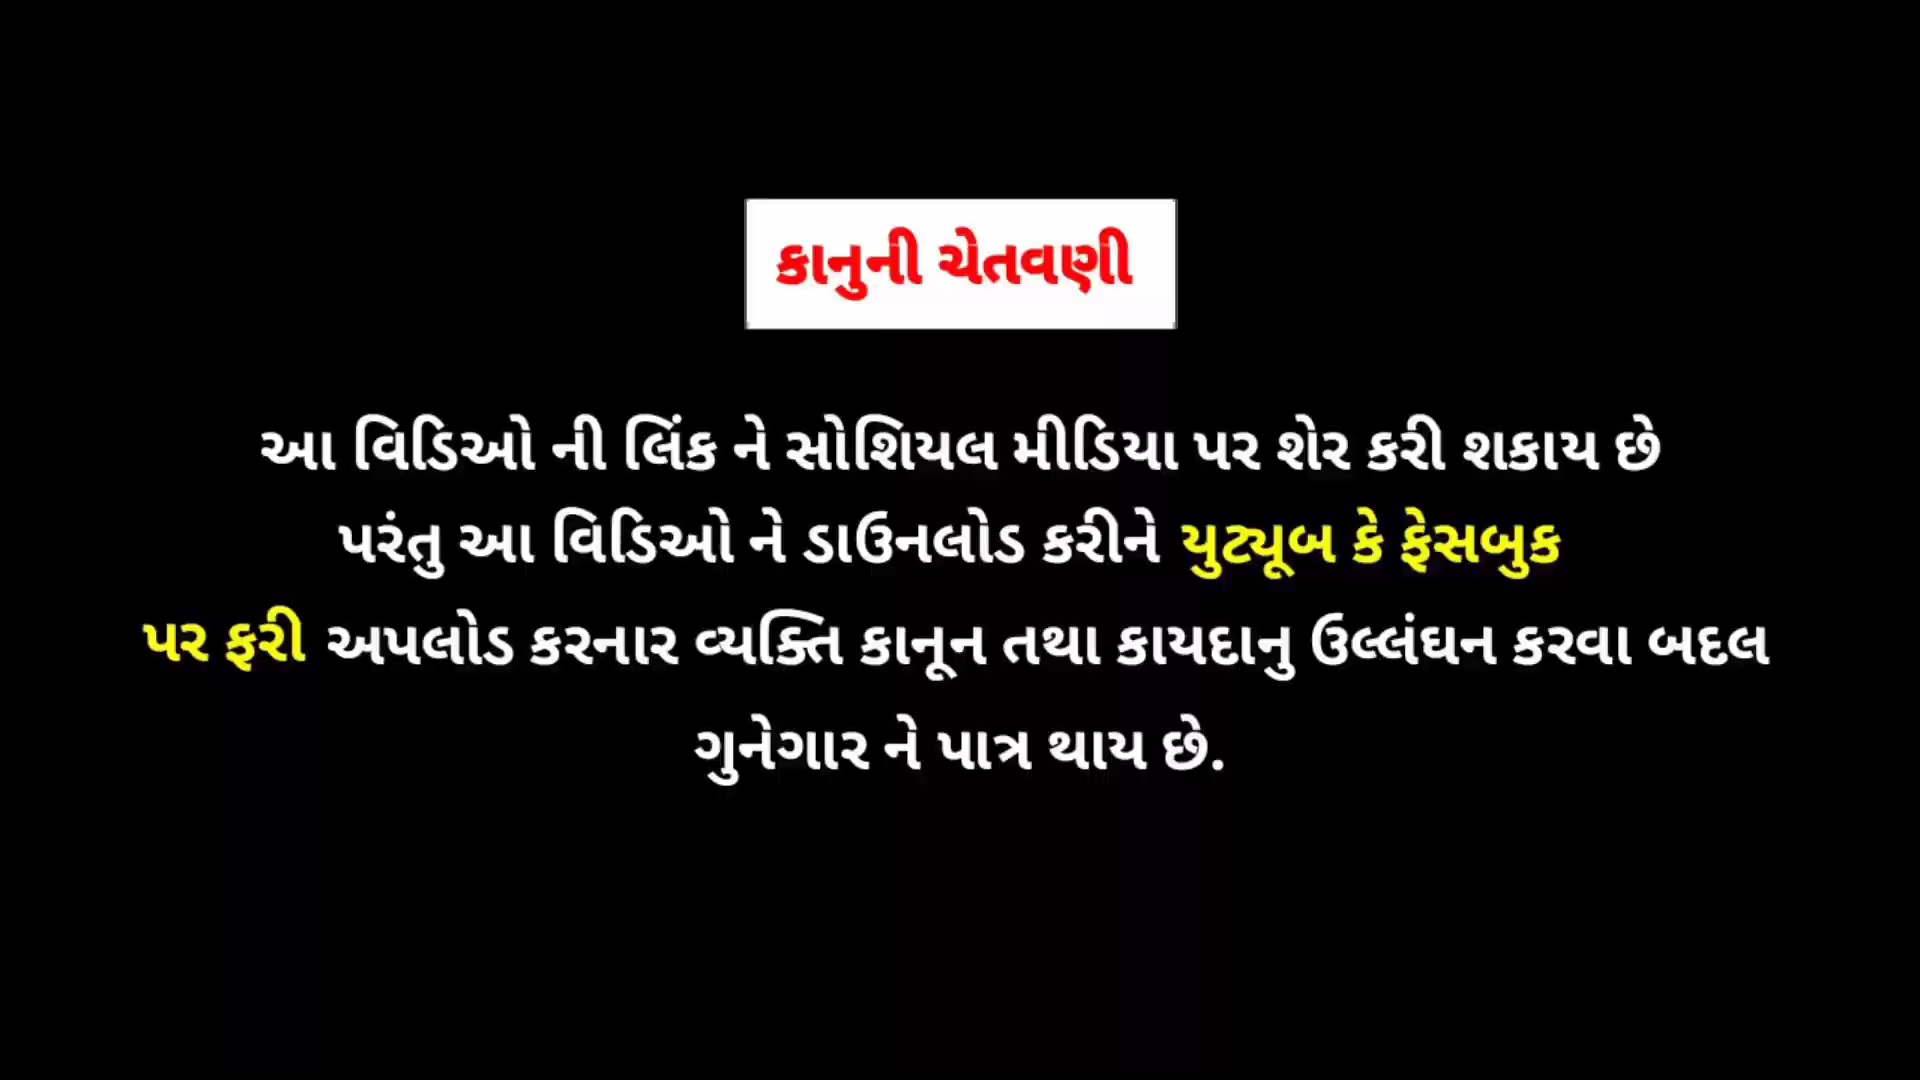 કાનુની ચેતવણી
આ વિડિઓ ની લિંક ને સોશિયલ મીડિયા પર શેર કરી શકાય છે
પરંતુ આ વિડિઓ ને ડાઉનલોડ કરીને યુટ્યૂબ કે ફેસબુક
પર ફરી અપલોડ કરનાર વ્યક્તિ કાનૂન તથા કાયદાનુ ઉલ્લંઘન કરવા બદલ
ગુનેગાર ને પાત્ર થાય છે.